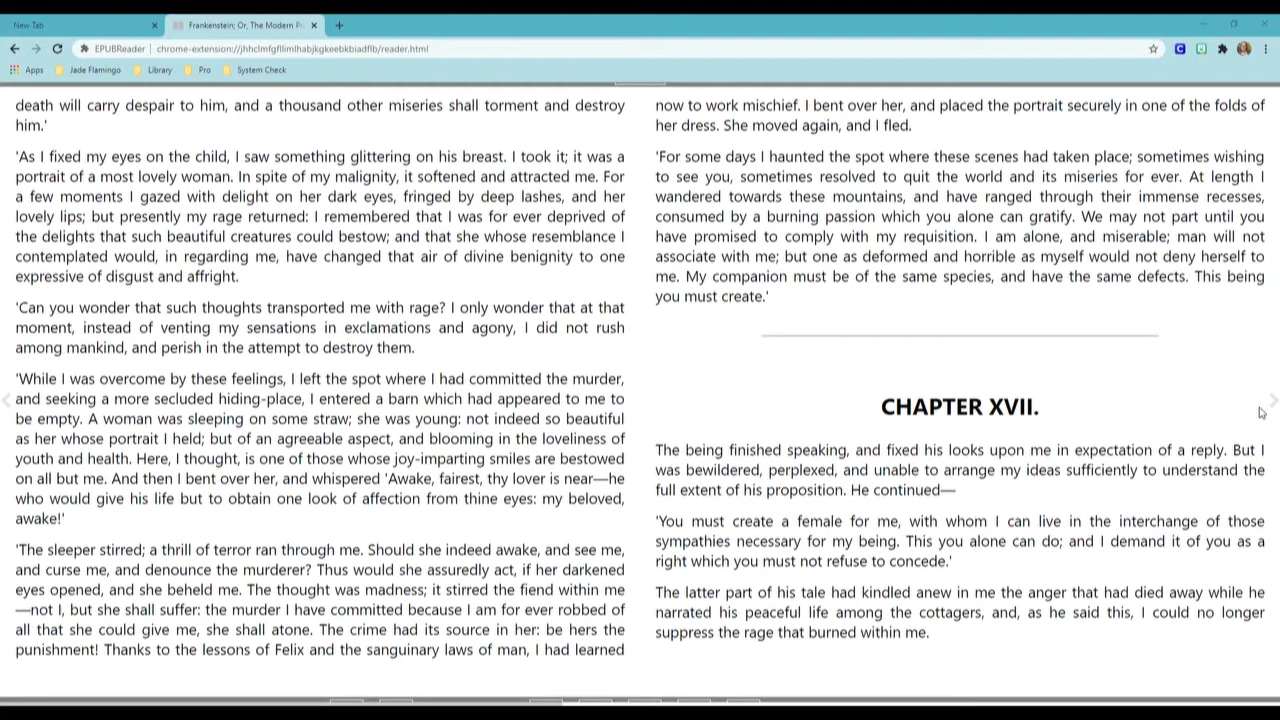 New Tab
Frankenstein; Or, The Modern Pr
EPUBReader
chrome-extension://jhhclmfgfllimlhabjkgkeebkbiadflb/reader.html
Apps
Jade Flamingo
Library
Pro
System Check
death will carry despair to him, and a thousand other miseries shall torment and destroy
him.'
'As I fixed my eyes on the child, I saw something glittering on his breast. I took it; it was a
portrait of a most lovely woman. In spite of my malignity, it softened and attracted me. For
a few moments I gazed with delight on her dark eyes, fringed by deep lashes, and her
lovely lips; but presently my rage returned: I remembered that I was for ever deprived of
the delights that such beautiful creatures could bestow; and that she whose resemblance I
contemplated would, in regarding me, have changed that air of divine benignity to one
expressive of disgust and affright.
'Can you wonder that such thoughts transported me with rage? I only wonder that at that
moment, instead of venting my sensations in exclamations and agony, I did not rush
among mankind, and perish in the attempt to destroy them.
'While I was overcome by these feelings, I left the spot where I had committed the murder,
and seeking a more secluded hiding-place, I entered a barn which had appeared to me to
be empty. A woman was sleeping on some straw; she was young: not indeed so beautiful
as her whose portrait I held; but of an agreeable aspect, and blooming in the loveliness of
youth and health. Here, I thought, is one of those whose joy-imparting smiles are bestowed
on all but me. And then I bent over her, and whispered 'Awake, fairest, thy lover is near—he
who would give his life but to obtain one look of affection from thine eyes: my beloved,
awake!'
'The sleeper stirred; a thrill of terror ran through me. Should she indeed awake, and see me,
and curse me, and denounce the murderer? Thus would she assuredly act, if her darkened
eyes opened, and she beheld me. The thought was madness; it stirred the fiend within me
—not I, but she shall suffer: the murder I have committed because I am for ever robbed of
all that she could give me, she shall atone. The crime had its source in her: be hers the
punishment! Thanks to the lessons of Felix and the sanguinary laws of man, I had learned
now to work mischief. I bent over her, and placed the portrait securely in one of the folds of
her dress. She moved again, and I fled.
'For some days I haunted the spot where these scenes had taken place; sometimes wishing
to see you, sometimes resolved to quit the world and its miseries for ever. At length I
wandered towards these mountains, and have ranged through their immense recesses,
consumed by a burning passion which you alone can gratify. We may not part until you
have promised to comply with my requisition. I am alone, and miserable; man will not
associate with me; but one as deformed and horrible as myself would not deny herself to
me. My companion must be of the same species, and have the same defects. This being
you must create.'
CHAPTER XVII.
The being finished speaking, and fixed his looks upon me in expectation of a reply. But I
was bewildered, perplexed, and unable to arrange my ideas sufficiently to understand the
full extent of his proposition. He continued—
'You must create a female for me, with whom I can live in the interchange of those
sympathies necessary for my being. This you alone can do; and I demand it of you as a
right which you must not refuse to concede.'
The latter part of his tale had kindled anew in me the anger that had died away while he
narrated his peaceful life among the cottagers, and, as he said this, I could no longer
suppress the rage that burned within me.